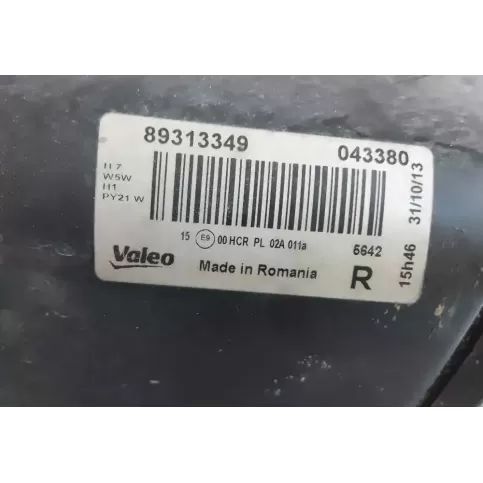 89313349 043380
H7
W5W
H1
PY21 W
15 E9 00 HCR PL 02A 011a 5642
Valeo Made in Romania R
15h46 31/10/13